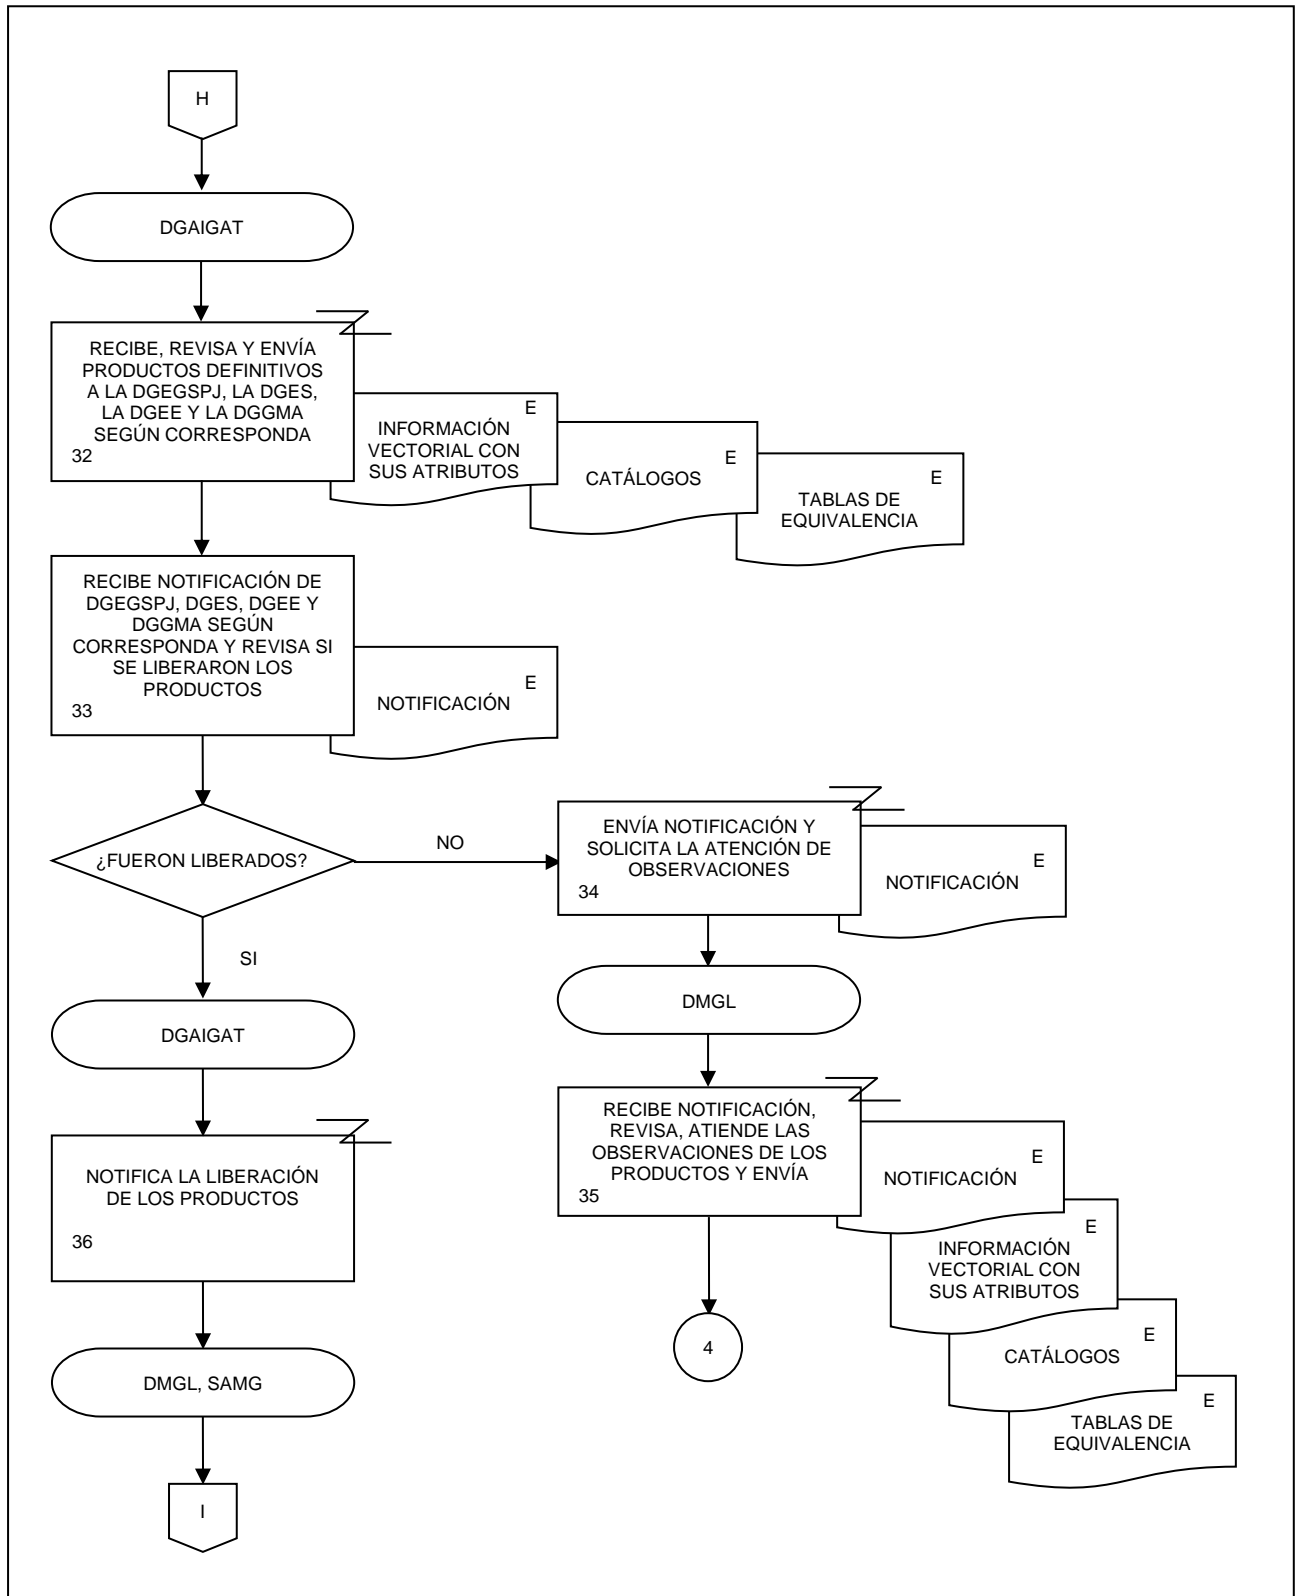 H
DGAIGAT
RECIBE, REVISA Y ENVÍA
PRODUCTOS DEFINITIVOS
A LA DGEGSPJ, LA DGES,
LA DGEE Y LA DGGMA
SEGÚN CORRESPONDA
32
E
INFORMACIÓN
VECTORIAL CON
SUS ATRIBUTOS
E
CATÁLOGOS
E
TABLAS DE
EQUIVALENCIA
RECIBE NOTIFICACIÓN DE
DGEGSPJ, DGES, DGEE Y
DGGMA SEGÚN
CORRESPONDA Y REVISA SI
SE LIBERARON LOS
PRODUCTOS
33
E
NOTIFICACIÓN
¿FUERON LIBERADOS?
NO
ENVÍA NOTIFICACIÓN Y
SOLICITA LA ATENCIÓN DE
OBSERVACIONES
34
E
NOTIFICACIÓN
SI
DMGL
DGAIGAT
RECIBE NOTIFICACIÓN,
REVISA, ATIENDE LAS
OBSERVACIONES DE LOS
PRODUCTOS Y ENVÍA
35
E
NOTIFICACIÓN
E
INFORMACIÓN
VECTORIAL CON
SUS ATRIBUTOS
E
CATÁLOGOS
E
TABLAS DE
EQUIVALENCIA
4
NOTIFICA LA LIBERACIÓN
DE LOS PRODUCTOS
36
DMGL, SAMG
I